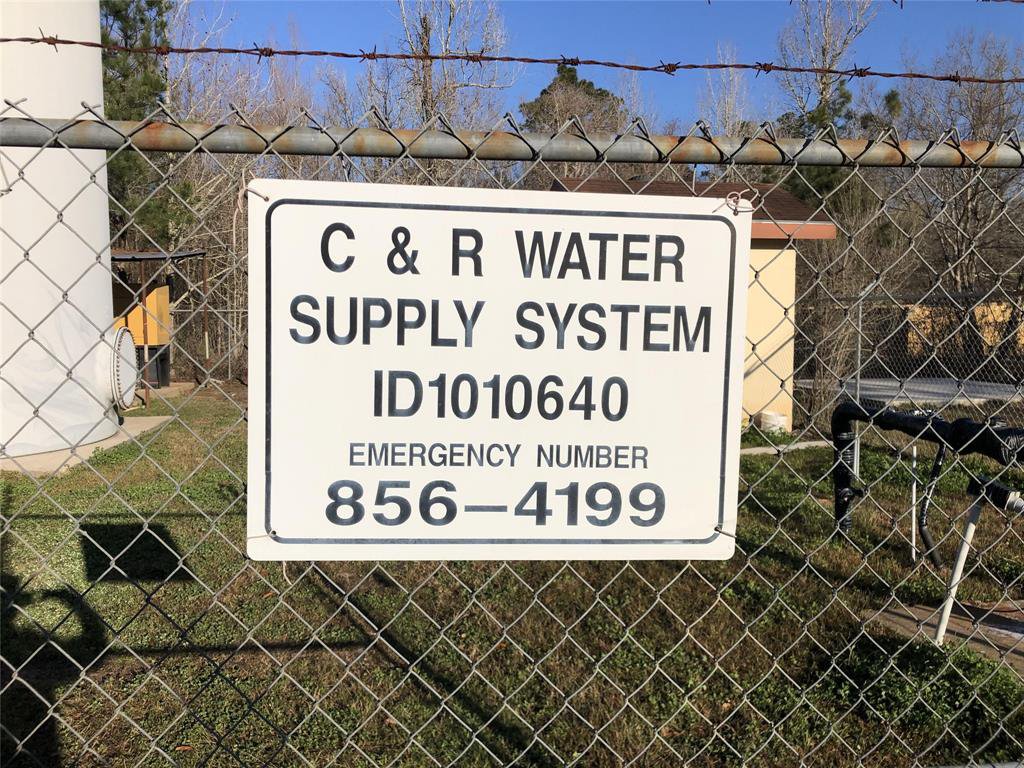 C & R WATER
SUPPLY SYSTEM
ID1010640
EMERGENCY NUMBER
856-4199